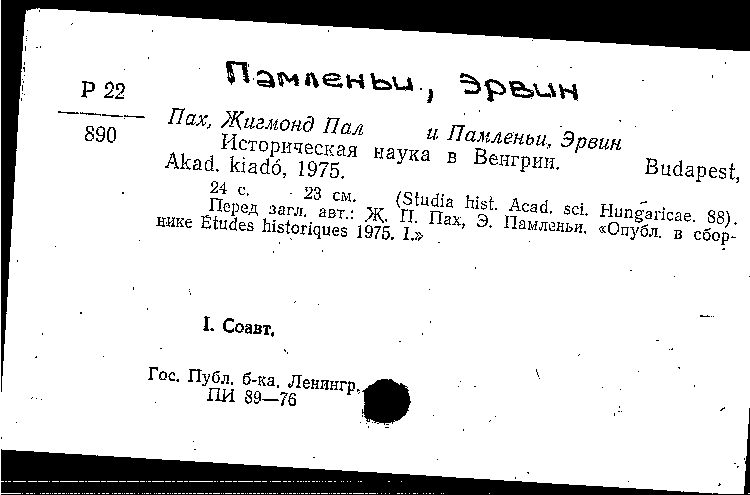 Памленьи, Эрвин
Р 22
890
Пах, Жигмонд Пал и Памленьи, Эрвин
Историческая наука в Венгрии. Budapest,
Akad. kiadó, 1975.
24 с. 23 см. (Studia hist. Acad. sci. Hungaricae. 88).
Перед загл. авт.: Ж. П. Пах, Э. Памленьи. «Опубл. в сбор-
нике Études historiques 1975. I.»
I. Соавт.
Гос. Публ. б-ка, Ленингр.
ПИ 89—76